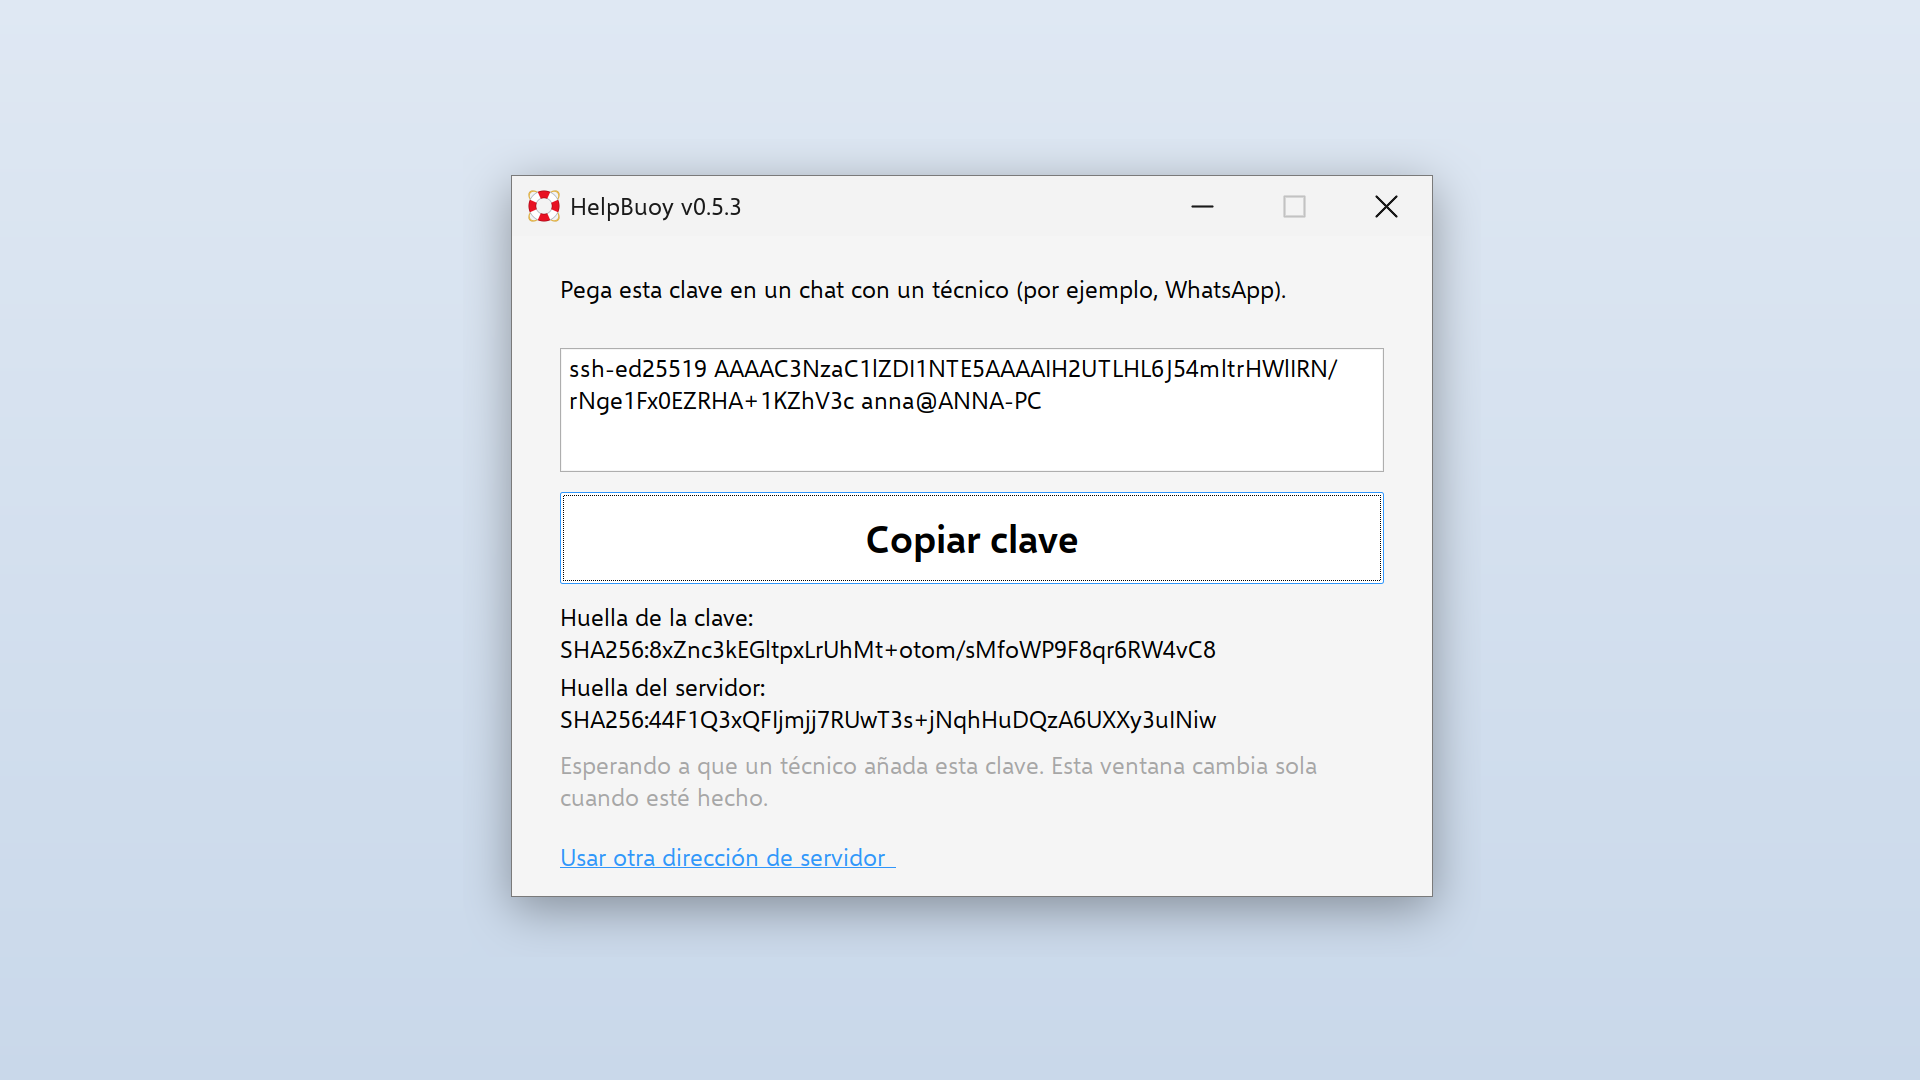 HelpBuoy v0.5.3
Pega esta clave en un chat con un técnico (por ejemplo, WhatsApp).
ssh-ed25519 AAAAC3NzaC1lZDI1NTE5AAAAIH2UTLHL6J54mltrHWlIRN/
rNge1Fx0EZRHA+1KZhV3c anna@ANNA-PC
Copiar clave
Huella de la clave:
SHA256:8xZnc3kEGltpxLrUhMt+otom/sMfoWP9F8qr6RW4vC8
Huella del servidor:
SHA256:44F1Q3xQFIjmjj7RUwT3s+jNqhHuDQzA6UXXy3uINiw
Esperando a que un técnico añada esta clave. Esta ventana cambia sola
cuando esté hecho.
Usar otra dirección de servidor